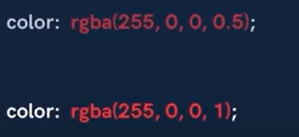 color: rgba(255, 0, 0, 0.5);
color: rgba(255, 0, 0, 1);